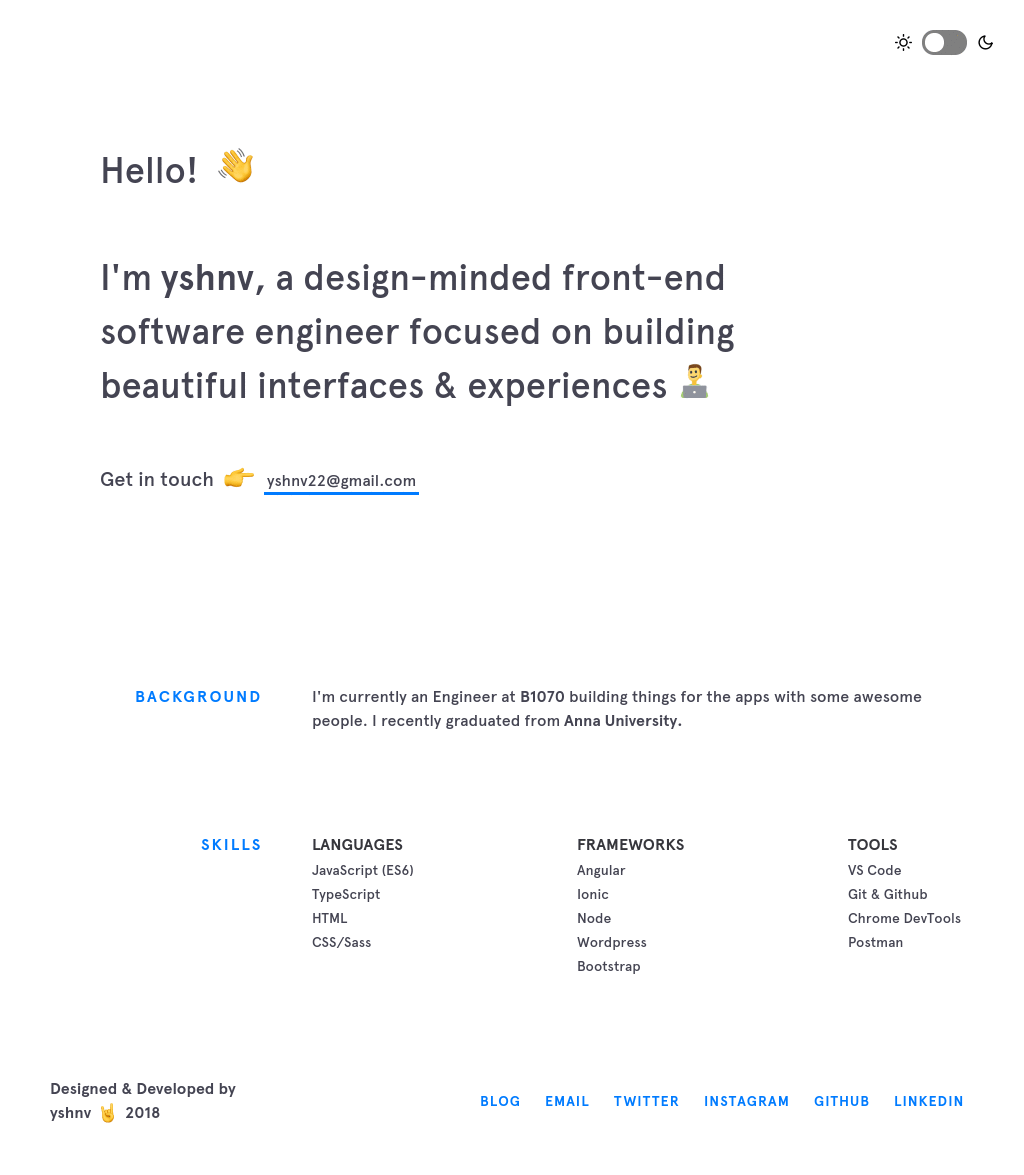 Hello! 👋
I'm yshnv, a design-minded front-end
software engineer focused on building
beautiful interfaces & experiences 👨‍💻
Get in touch 👉 yshnv22@gmail.com
BACKGROUND
I'm currently an Engineer at B1070 building things for the apps with some awesome
people. I recently graduated from Anna University.
SKILLS
LANGUAGES
JavaScript (ES6)
TypeScript
HTML
CSS/Sass
FRAMEWORKS
Angular
Ionic
Node
Wordpress
Bootstrap
TOOLS
VS Code
Git & Github
Chrome DevTools
Postman
Designed & Developed by
yshnv 🤘 2018
BLOG EMAIL TWITTER INSTAGRAM GITHUB LINKEDIN